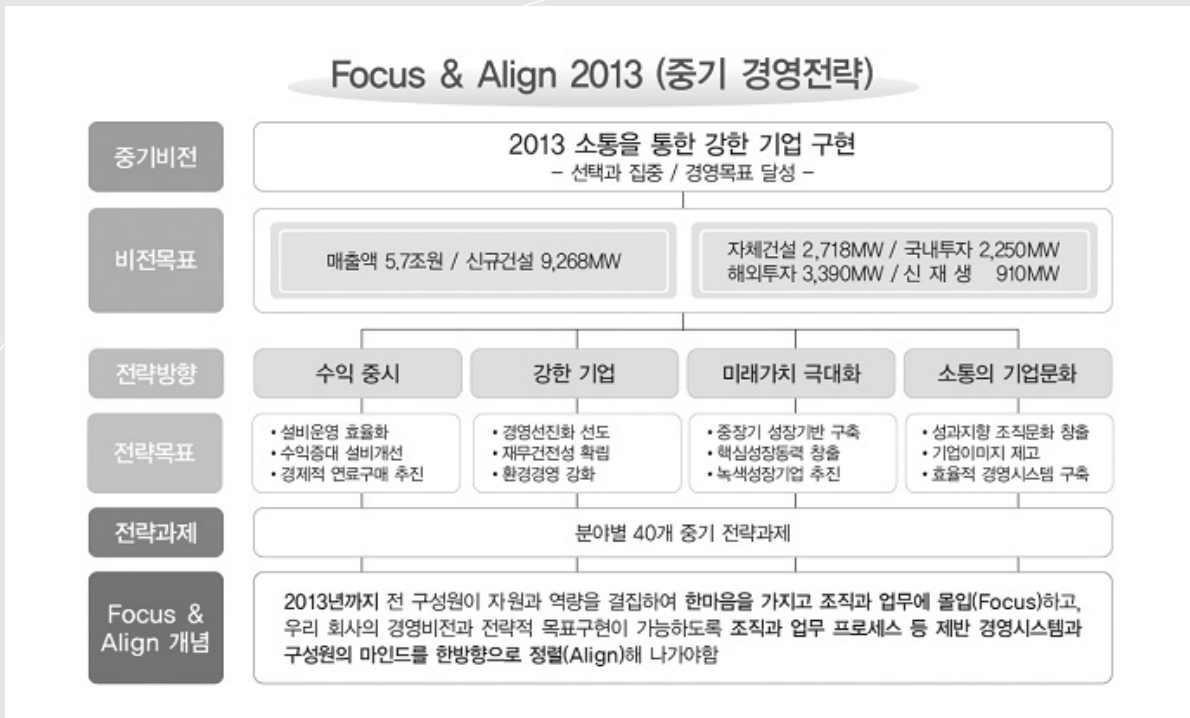 Focus & Align 2013 (중기 경영전략)
중기비전
2013 소통을 통한 강한 기업 구현
– 선택과 집중 / 경영목표 달성 –
비전목표
매출액 5.7조원 / 신규건설 9,268MW
자체건설 2,718MW / 국내투자 2,250MW
해외투자 3,390MW / 신 재 생 910MW
전략방향
수익 중시
강한 기업
미래가치 극대화
소통의 기업문화
전략목표
• 설비운영 효율화
• 수익증대 설비개선
• 경제적 연료구매 추진
• 경영선진화 선도
• 재무건전성 확립
• 환경경영 강화
• 중장기 성장기반 구축
• 핵심성장동력 창출
• 녹색성장기업 추진
• 성과지향 조직문화 창출
• 기업이미지 제고
• 효율적 경영시스템 구축
전략과제
분야별 40개 중기 전략과제
Focus &
Align 개념
2013년까지 전 구성원이 자원과 역량을 결집하여 한마음을 가지고 조직과 업무에 몰입(Focus)하고,
우리 회사의 경영비전과 전략적 목표구현이 가능하도록 조직과 업무 프로세스 등 제반 경영시스템과
구성원의 마인드를 한방향으로 정렬(Align)해 나가야함